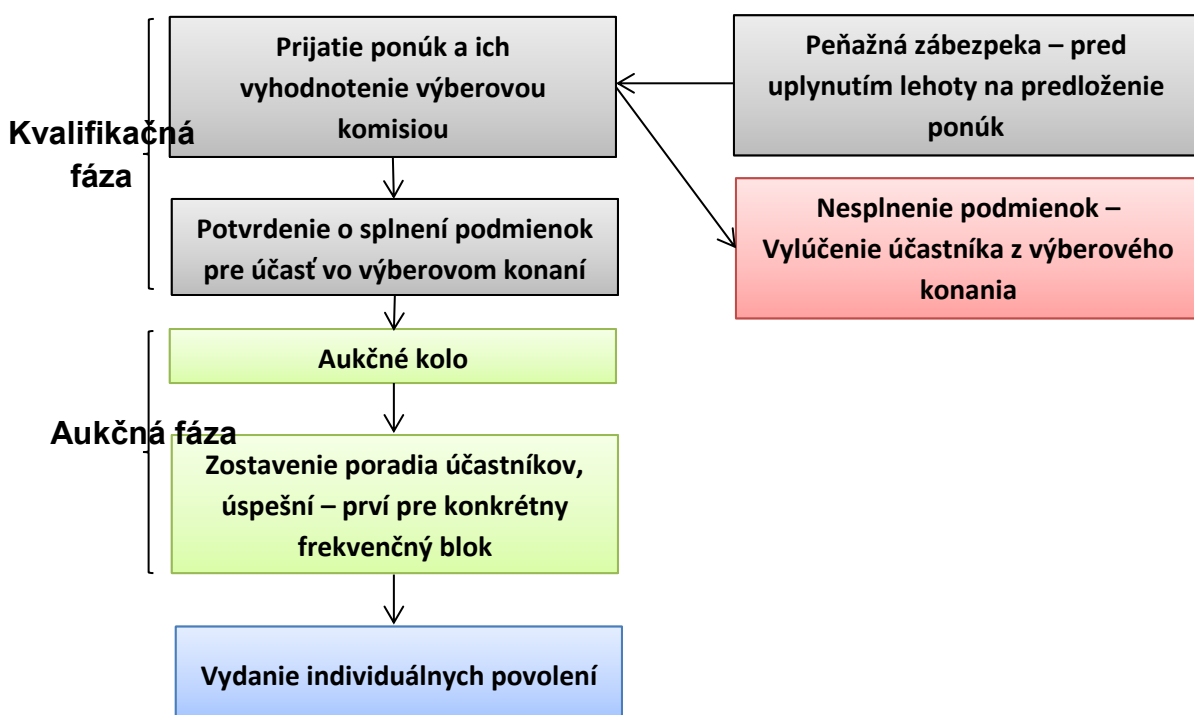 Kvalifikačná
fáza
Prijatie ponúk a ich
vyhodnotenie výberovou
komisiou
Peňažná zábezpeka – pred
uplynutím lehoty na predloženie
ponúk
Potvrdenie o splnení podmienok
pre účasť vo výberovom konaní
Nesplnenie podmienok –
Vylúčenie účastníka z výberového
konania
Aukčná fáza
Aukčné kolo
Zostavenie poradia účastníkov,
úspešní – prví pre konkrétny
frekvenčný blok
Vydanie individuálnych povolení